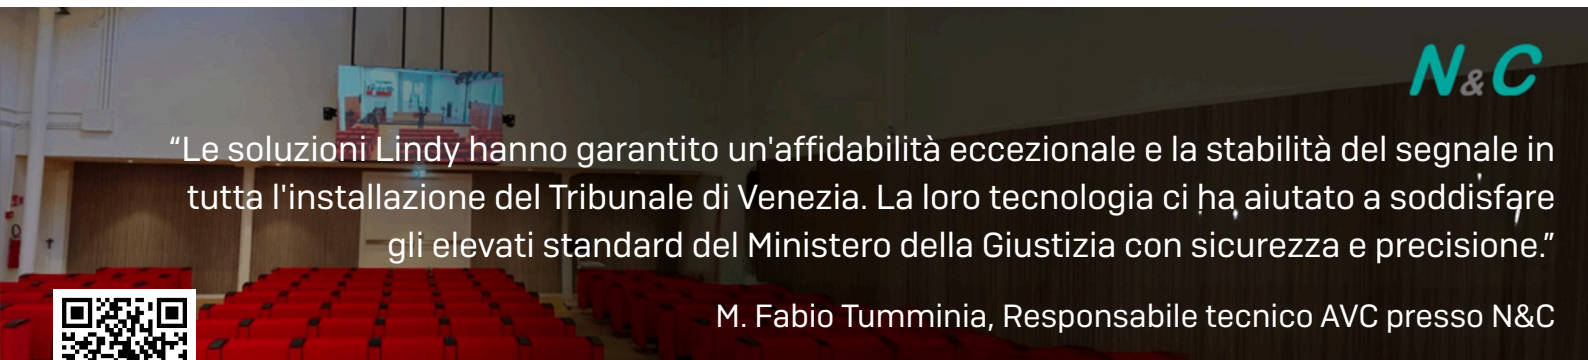 N&C
“Le soluzioni Lindy hanno garantito un'affidabilità eccezionale e la stabilità del segnale in
tutta l'installazione del Tribunale di Venezia. La loro tecnologia ci ha aiutato a soddisfare
gli elevati standard del Ministero della Giustizia con sicurezza e precisione.”
M. Fabio Tumminia, Responsabile tecnico AVC presso N&C